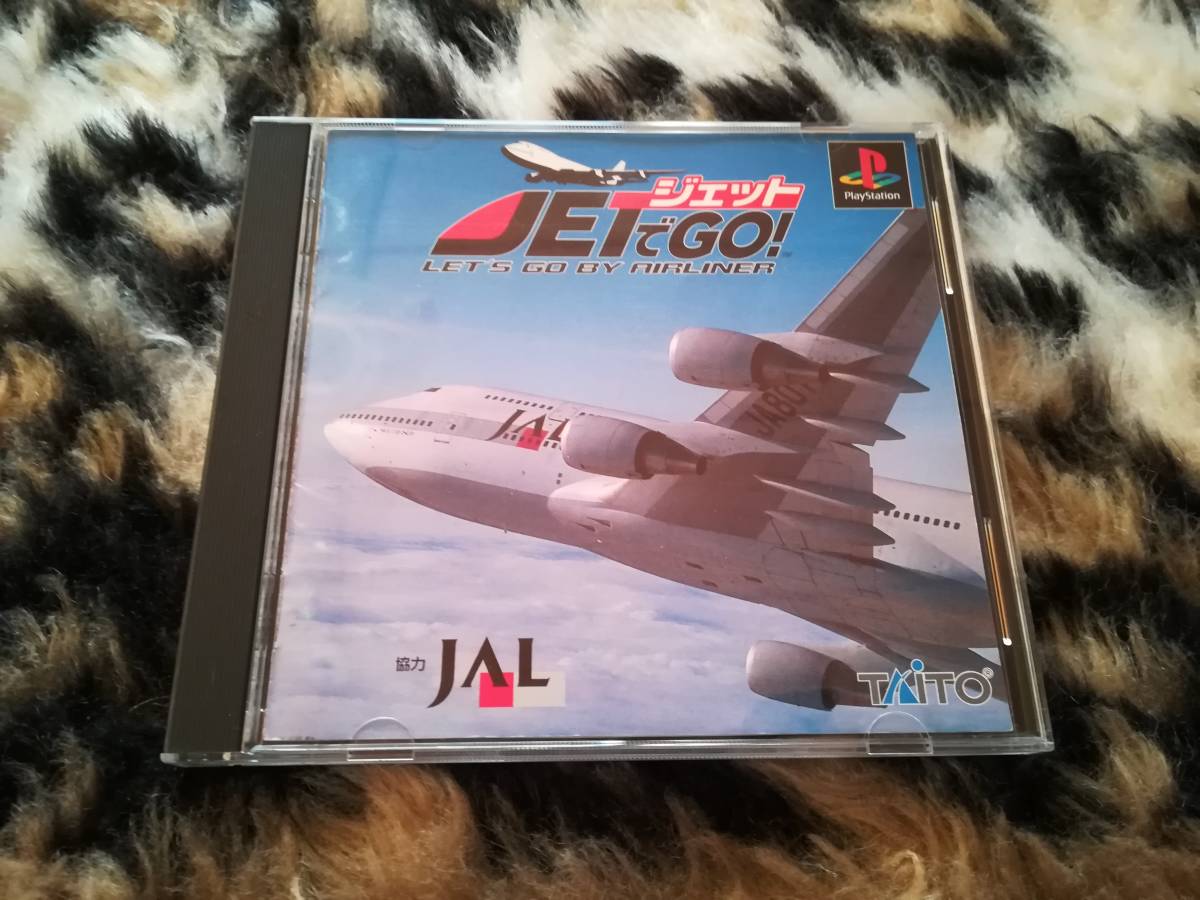 PlayStation
ジェット
JETでGO!
LET'S GO BY AIRLINER
JAL
協力 JAL
TAITO